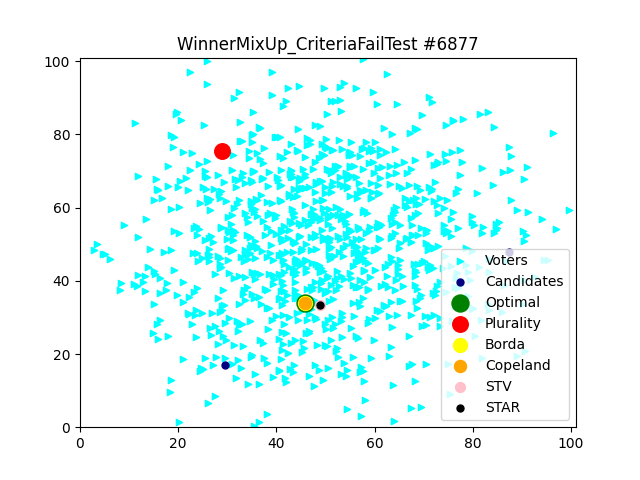 WinnerMixUp_CriteriaFailTest #6877
100
80
60
40
20
0
0 20 40 60 80 100
Voters
Candidates
Optimal
Plurality
Borda
Copeland
STV
STAR